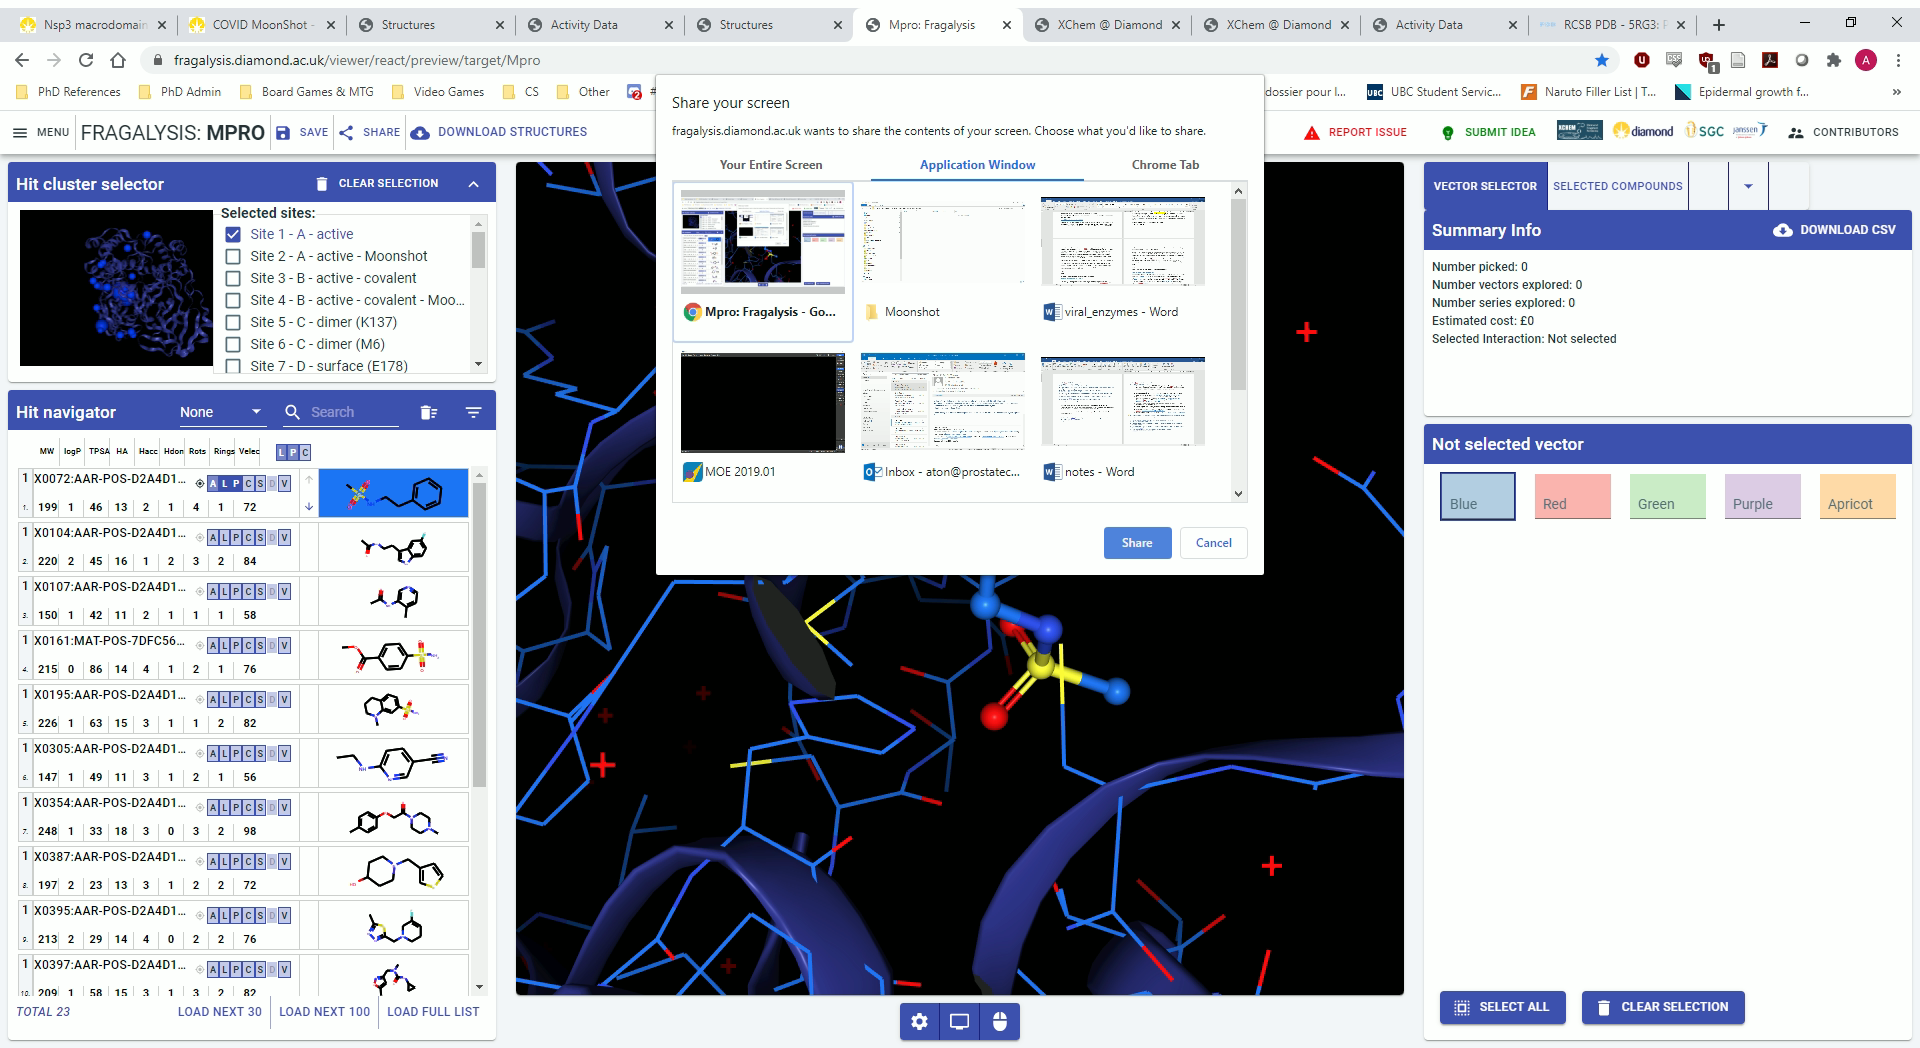 Nsp3 macrodomain
COVID MoonShot -
Structures
Activity Data
Structures
Mpro: Fragalysis
XChem @ Diamond
XChem @ Diamond
Activity Data
RCSB PDB - 5RG3:
fragalysis.diamond.ac.uk/viewer/react/preview/target/Mpro
1
A
PhD References
PhD Admin
Board Games & MTG
Video Games
CS
Other
2
dossier pour l...
UBC
UBC Student Servic...
Naruto Filler List | T...
Epidermal growth f...
»
MENU
FRAGALYSIS: MPRO
SAVE
SHARE
DOWNLOAD STRUCTURES
REPORT ISSUE
SUBMIT IDEA
XCHEM
diamond
SGC
janssen
CONTRIBUTORS
Share your screen
fragalysis.diamond.ac.uk wants to share the contents of your screen. Choose what you'd like to share.
Your Entire Screen
Application Window
Chrome Tab
Mpro: Fragalysis - Go...
Moonshot
viral_enzymes - Word
MOE 2019.01
Inbox - aton@prostatec...
notes - Word
Share
Cancel
Hit cluster selector
CLEAR SELECTION
Selected sites:
Site 1 - A - active
Site 2 - A - active - Moonshot
Site 3 - B - active - covalent
Site 4 - B - active - covalent - Moo...
Site 5 - C - dimer (K137)
Site 6 - C - dimer (M6)
Site 7 - D - surface (E178)
Hit navigator
None
Search
MW logP TPSA HA Hacc Hdon Rots Rings Velec L P C
1 X0072:AAR-POS-D2A4D1... A L P C S D V
1. 199 1 46 13 2 1 4 1 72
1 X0104:AAR-POS-D2A4D1... A L P C S D V
2. 220 2 45 16 1 2 3 2 84
1 X0107:AAR-POS-D2A4D1... A L P C S D V
3. 150 1 42 11 2 1 1 1 58
1 X0161:MAT-POS-7DFC56... A L P C S D V
4. 215 0 86 14 4 1 2 1 76
1 X0195:AAR-POS-D2A4D1... A L P C S D V
5. 226 1 63 15 3 1 1 2 82
1 X0305:AAR-POS-D2A4D1... A L P C S D V
6. 147 1 49 11 3 1 2 1 56
1 X0354:AAR-POS-D2A4D1... A L P C S D V
7. 248 1 33 18 3 0 3 2 98
1 X0387:AAR-POS-D2A4D1... A L P C S D V
8. 197 2 23 13 3 1 2 2 72
1 X0395:AAR-POS-D2A4D1... A L P C S D V
9. 213 2 29 14 4 0 2 2 76
1 X0397:AAR-POS-D2A4D1... A L P C S D V
10. 209 1 58 15 3 1 3 2 82
TOTAL 23
LOAD NEXT 30
LOAD NEXT 100
LOAD FULL LIST
VECTOR SELECTOR
SELECTED COMPOUNDS
Summary Info
DOWNLOAD CSV
Number picked: 0
Number vectors explored: 0
Number series explored: 0
Estimated cost: £0
Selected Interaction: Not selected
Not selected vector
Blue
Red
Green
Purple
Apricot
SELECT ALL
CLEAR SELECTION